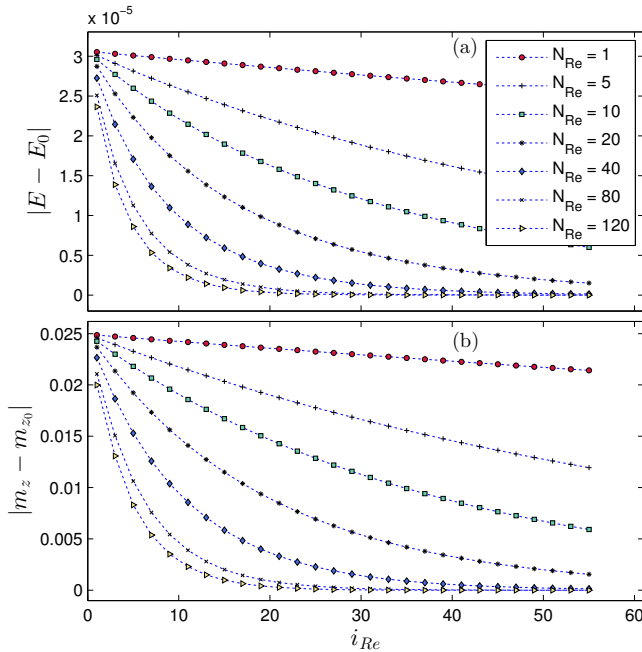 x 10⁻⁵
(a)
3
2.5
2
1.5
1
0.5
0
|E − E₀|
N_Re = 1
N_Re = 5
N_Re = 10
N_Re = 20
N_Re = 40
N_Re = 80
N_Re = 120
(b)
0.025
0.02
0.015
0.01
0.005
0
|m_z − m_z₀|
0 10 20 30 40 50 60
i_Re